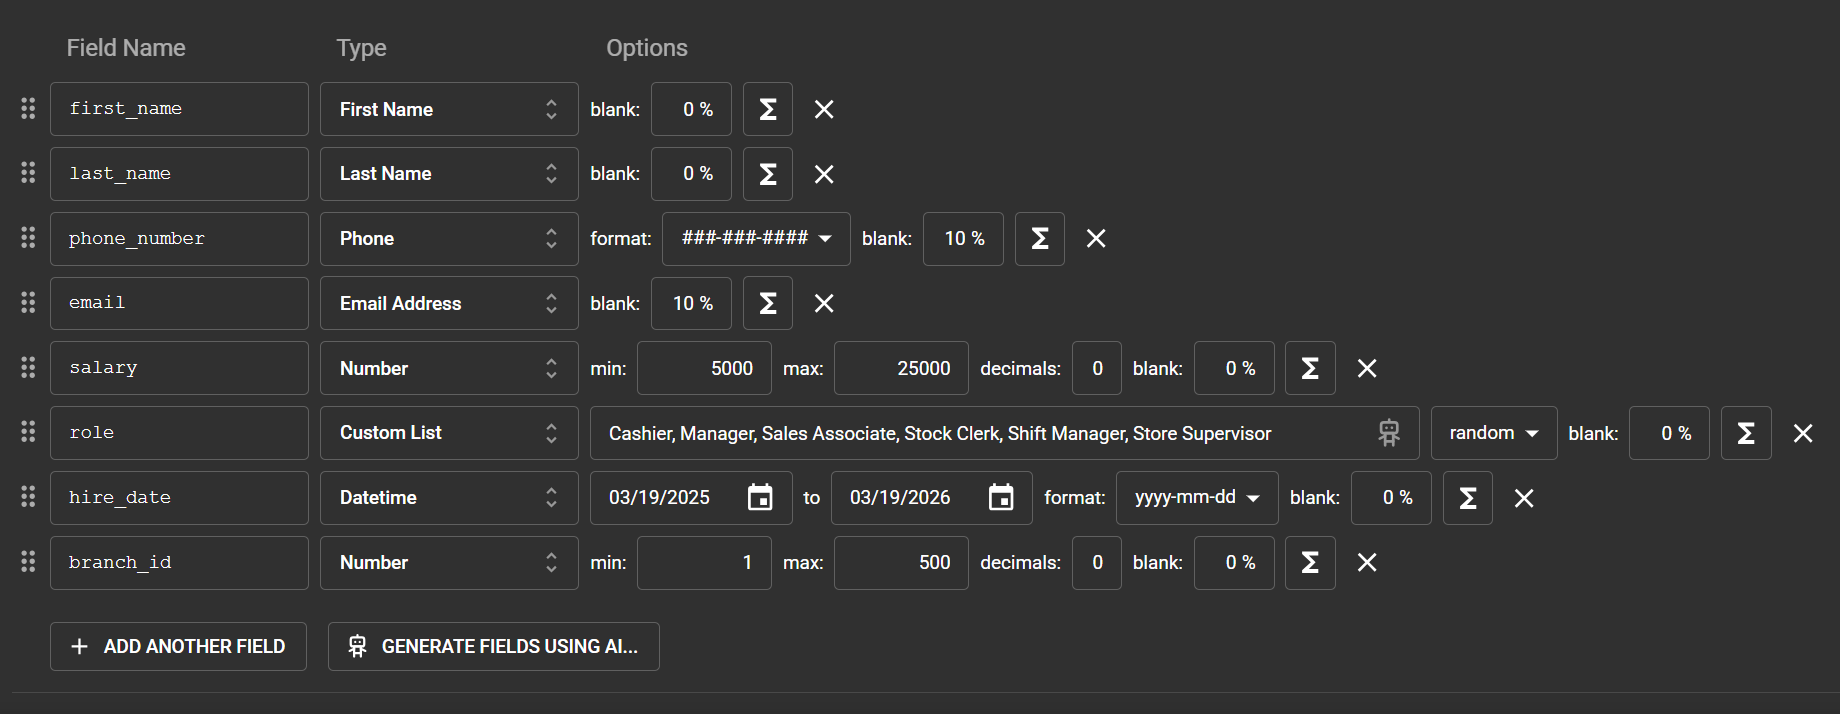 Field Name Type Options
first_name First Name blank: 0 % Σ
last_name Last Name blank: 0 % Σ
phone_number Phone format: ###-###-#### blank: 10 % Σ
email Email Address blank: 10 % Σ
salary Number min: 5000 max: 25000 decimals: 0 blank: 0 % Σ
role Custom List Cashier, Manager, Sales Associate, Stock Clerk, Shift Manager, Store Supervisor random blank: 0 % Σ
hire_date Datetime 03/19/2025 to 03/19/2026 format: yyyy-mm-dd blank: 0 % Σ
branch_id Number min: 1 max: 500 decimals: 0 blank: 0 % Σ
+ ADD ANOTHER FIELD GENERATE FIELDS USING AI...